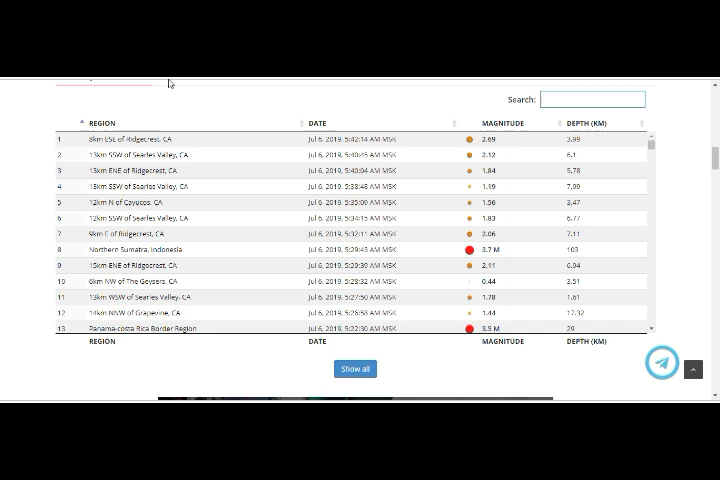 Search:
REGION DATE MAGNITUDE DEPTH (KM)
1 8km ESE of Ridgecrest, CA Jul 6, 2019, 5:42:14 AM MSK 2.69 3.99
2 13km SSW of Searles Valley, CA Jul 6, 2019, 5:40:45 AM MSK 2.12 6.1
3 13km ENE of Ridgecrest, CA Jul 6, 2019, 5:40:04 AM MSK 1.84 5.78
4 13km SSW of Searles Valley, CA Jul 6, 2019, 5:38:48 AM MSK 1.19 7.99
5 12km N of Cayucos, CA Jul 6, 2019, 5:35:09 AM MSK 1.56 3.47
6 12km SSW of Searles Valley, CA Jul 6, 2019, 5:34:15 AM MSK 1.83 6.77
7 9km E of Ridgecrest, CA Jul 6, 2019, 5:32:11 AM MSK 2.06 7.11
8 Northern Sumatra, Indonesia Jul 6, 2019, 5:29:43 AM MSK 3.7 M 103
9 15km ENE of Ridgecrest, CA Jul 6, 2019, 5:29:39 AM MSK 2.11 6.94
10 6km NW of The Geysers, CA Jul 6, 2019, 5:28:32 AM MSK 0.44 3.51
11 13km WSW of Searles Valley, CA Jul 6, 2019, 5:27:50 AM MSK 1.78 1.61
12 14km NNW of Grapevine, CA Jul 6, 2019, 5:26:58 AM MSK 1.44 17.32
13 Panama-costa Rica Border Region Jul 6, 2019, 5:22:30 AM MSK 3.5 M 29
REGION DATE MAGNITUDE DEPTH (KM)
Show all